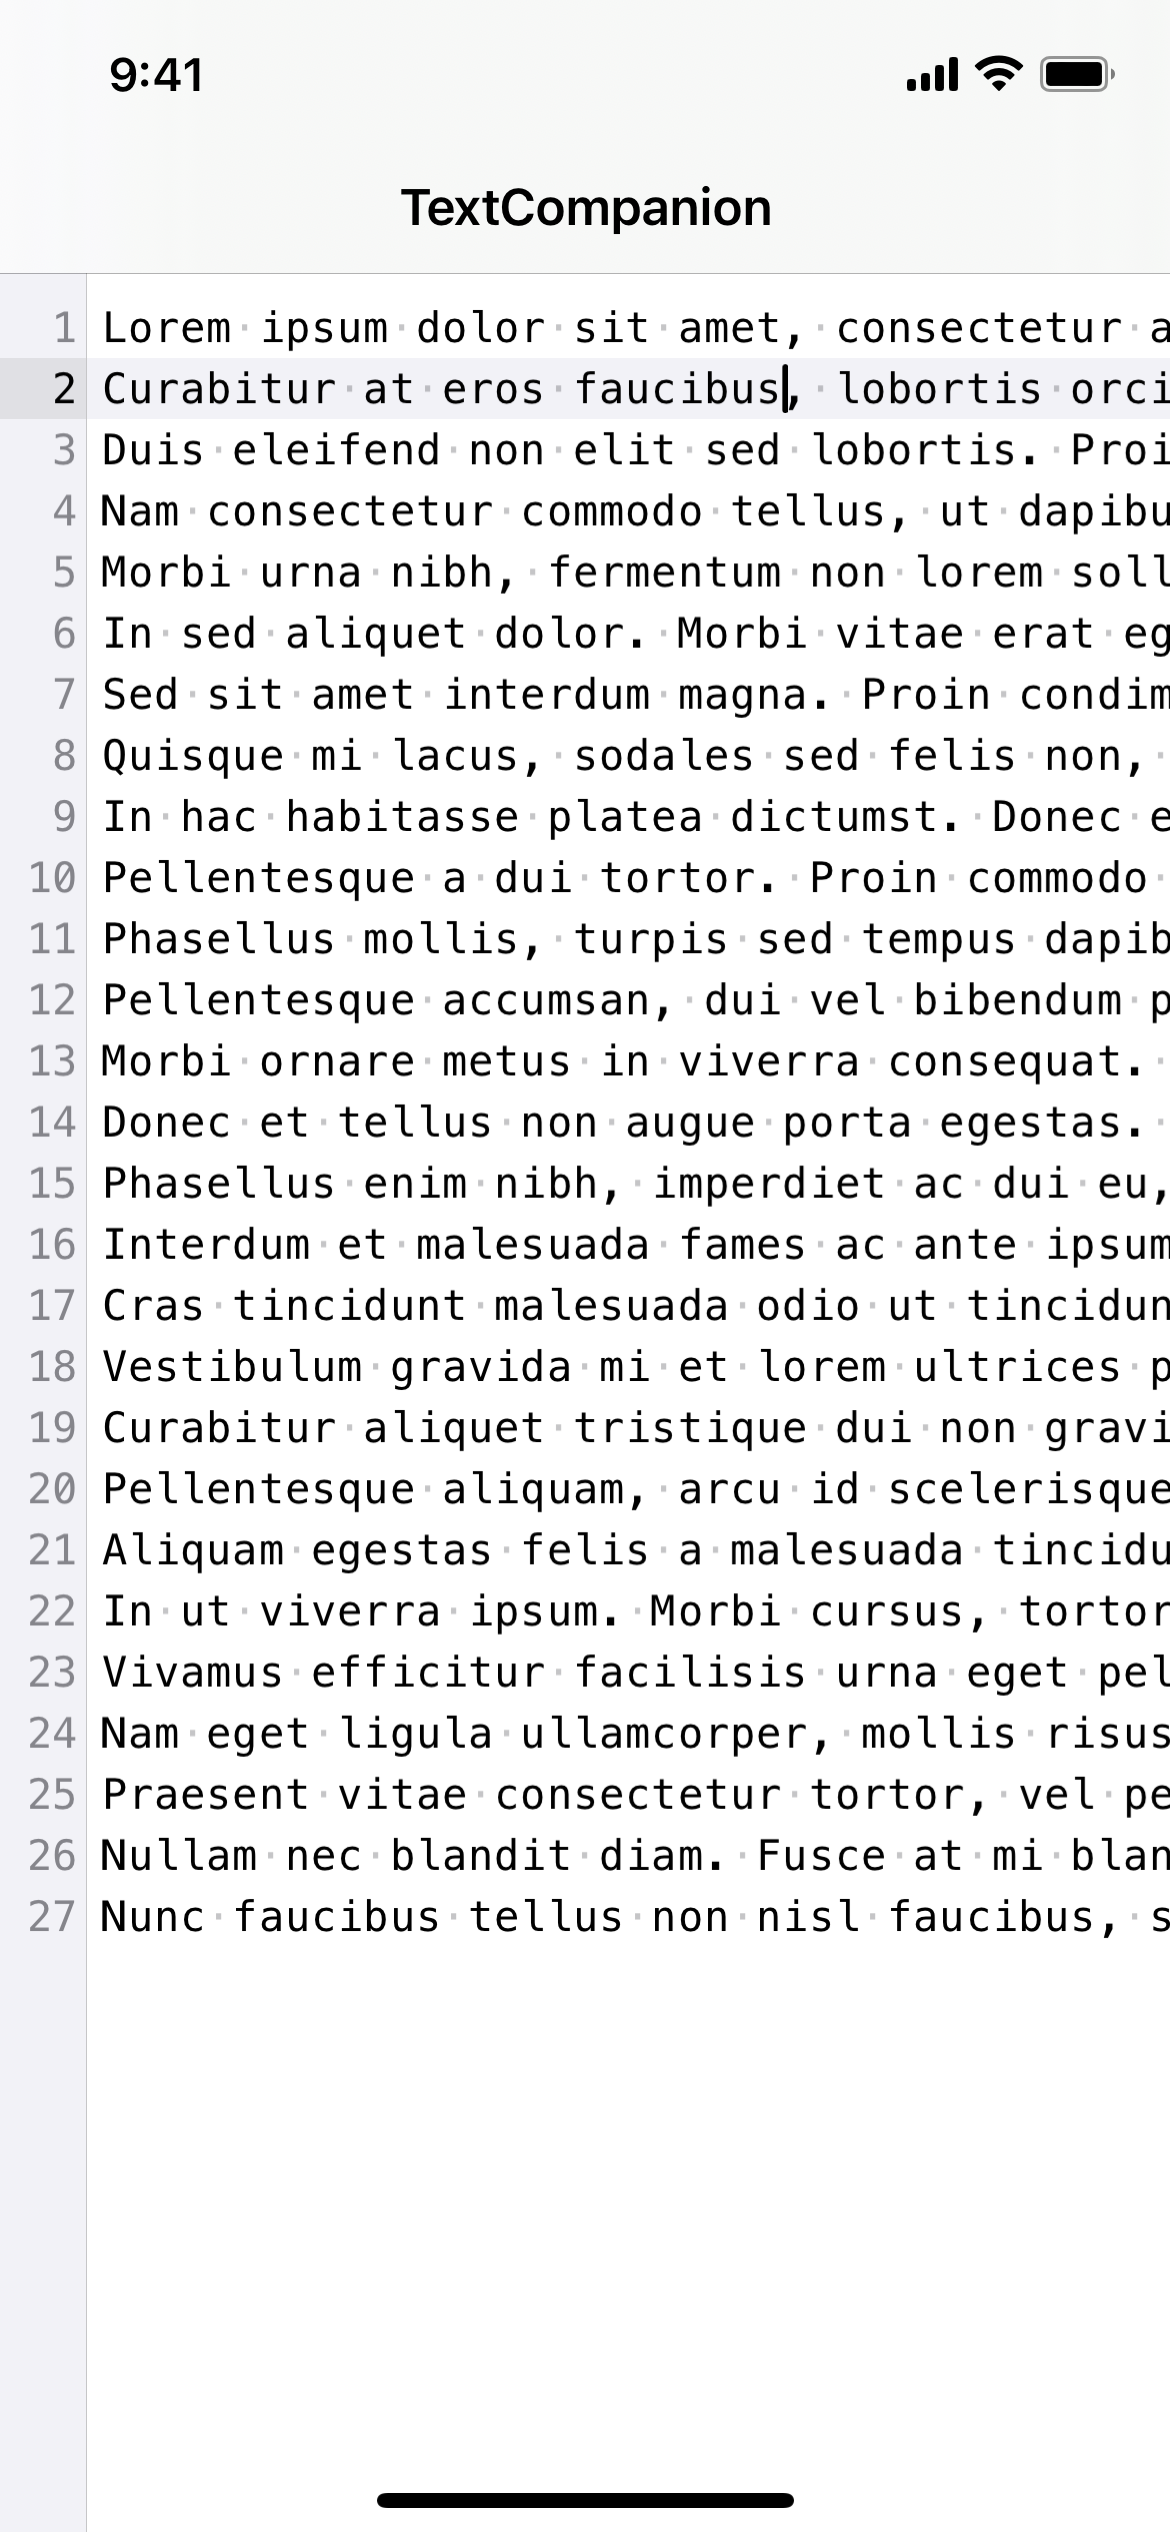 9:41
TextCompanion
1 Lorem·ipsum·dolor·sit·amet,·consectetur·a
2 Curabitur·at·eros·faucibus,·lobortis·orci
3 Duis·eleifend·non·elit·sed·lobortis.·Proi
4 Nam·consectetur·commodo·tellus,·ut·dapibu
5 Morbi·urna·nibh,·fermentum·non·lorem·soll
6 In·sed·aliquet·dolor.·Morbi·vitae·erat·eg
7 Sed·sit·amet·interdum·magna.·Proin·condim
8 Quisque·mi·lacus,·sodales·sed·felis·non,·
9 In·hac·habitasse·platea·dictumst.·Donec·e
10 Pellentesque·a·dui·tortor.·Proin·commodo·
11 Phasellus·mollis,·turpis·sed·tempus·dapib
12 Pellentesque·accumsan,·dui·vel·bibendum·p
13 Morbi·ornare·metus·in·viverra·consequat.·
14 Donec·et·tellus·non·augue·porta·egestas.·
15 Phasellus·enim·nibh,·imperdiet·ac·dui·eu,
16 Interdum·et·malesuada·fames·ac·ante·ipsum
17 Cras·tincidunt·malesuada·odio·ut·tincidun
18 Vestibulum·gravida·mi·et·lorem·ultrices·p
19 Curabitur·aliquet·tristique·dui·non·gravi
20 Pellentesque·aliquam,·arcu·id·scelerisque
21 Aliquam·egestas·felis·a·malesuada·tincidu
22 In·ut·viverra·ipsum.·Morbi·cursus,·tortor
23 Vivamus·efficitur·facilisis·urna·eget·pel
24 Nam·eget·ligula·ullamcorper,·mollis·risus
25 Praesent·vitae·consectetur·tortor,·vel·pe
26 Nullam·nec·blandit·diam.·Fusce·at·mi·blan
27 Nunc·faucibus·tellus·non·nisl·faucibus,·s